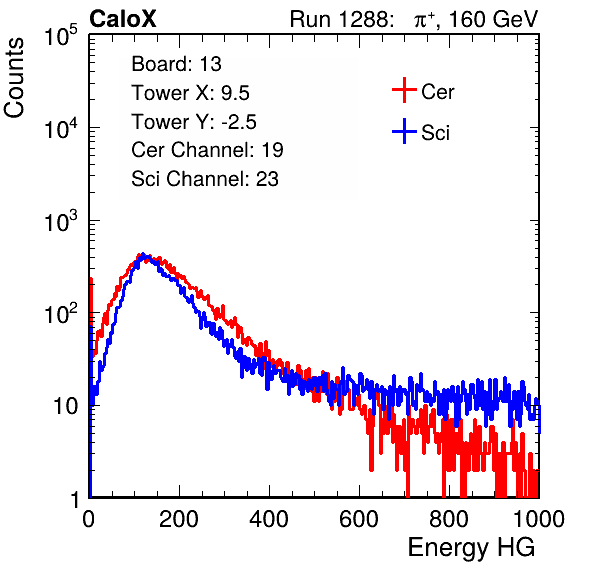 CaloX Run 1288: π⁺, 160 GeV
Counts
Board: 13
Tower X: 9.5
Tower Y: -2.5
Cer Channel: 19
Sci Channel: 23
Cer
Sci
10⁵
10⁴
10³
10²
10
1
0 200 400 600 800 1000
Energy HG